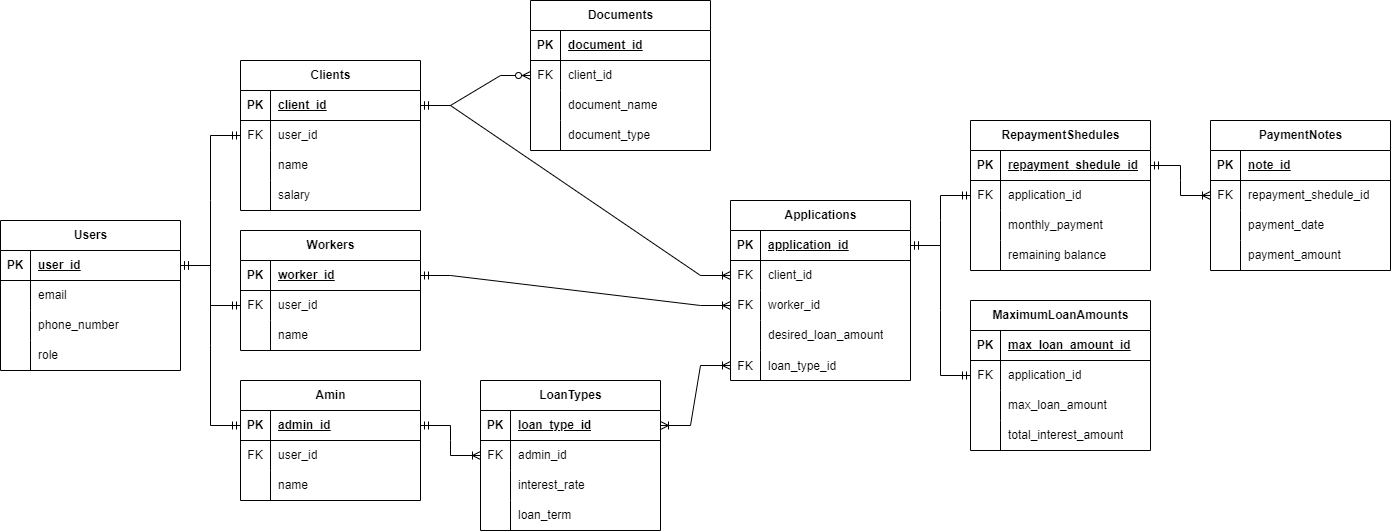 Documents
PK document_id
FK client_id
document_name
document_type
Clients
PK client_id
FK user_id
name
salary
RepaymentShedules
PK repayment_shedule_id
FK application_id
monthly_payment
remaining balance
PaymentNotes
PK note_id
FK repayment_shedule_id
payment_date
payment_amount
Users
PK user_id
email
phone_number
role
Workers
PK worker_id
FK user_id
name
Applications
PK application_id
FK client_id
FK worker_id
desired_loan_amount
FK loan_type_id
MaximumLoanAmounts
PK max_loan_amount_id
FK application_id
max_loan_amount
total_interest_amount
Amin
PK admin_id
FK user_id
name
LoanTypes
PK loan_type_id
FK admin_id
interest_rate
loan_term